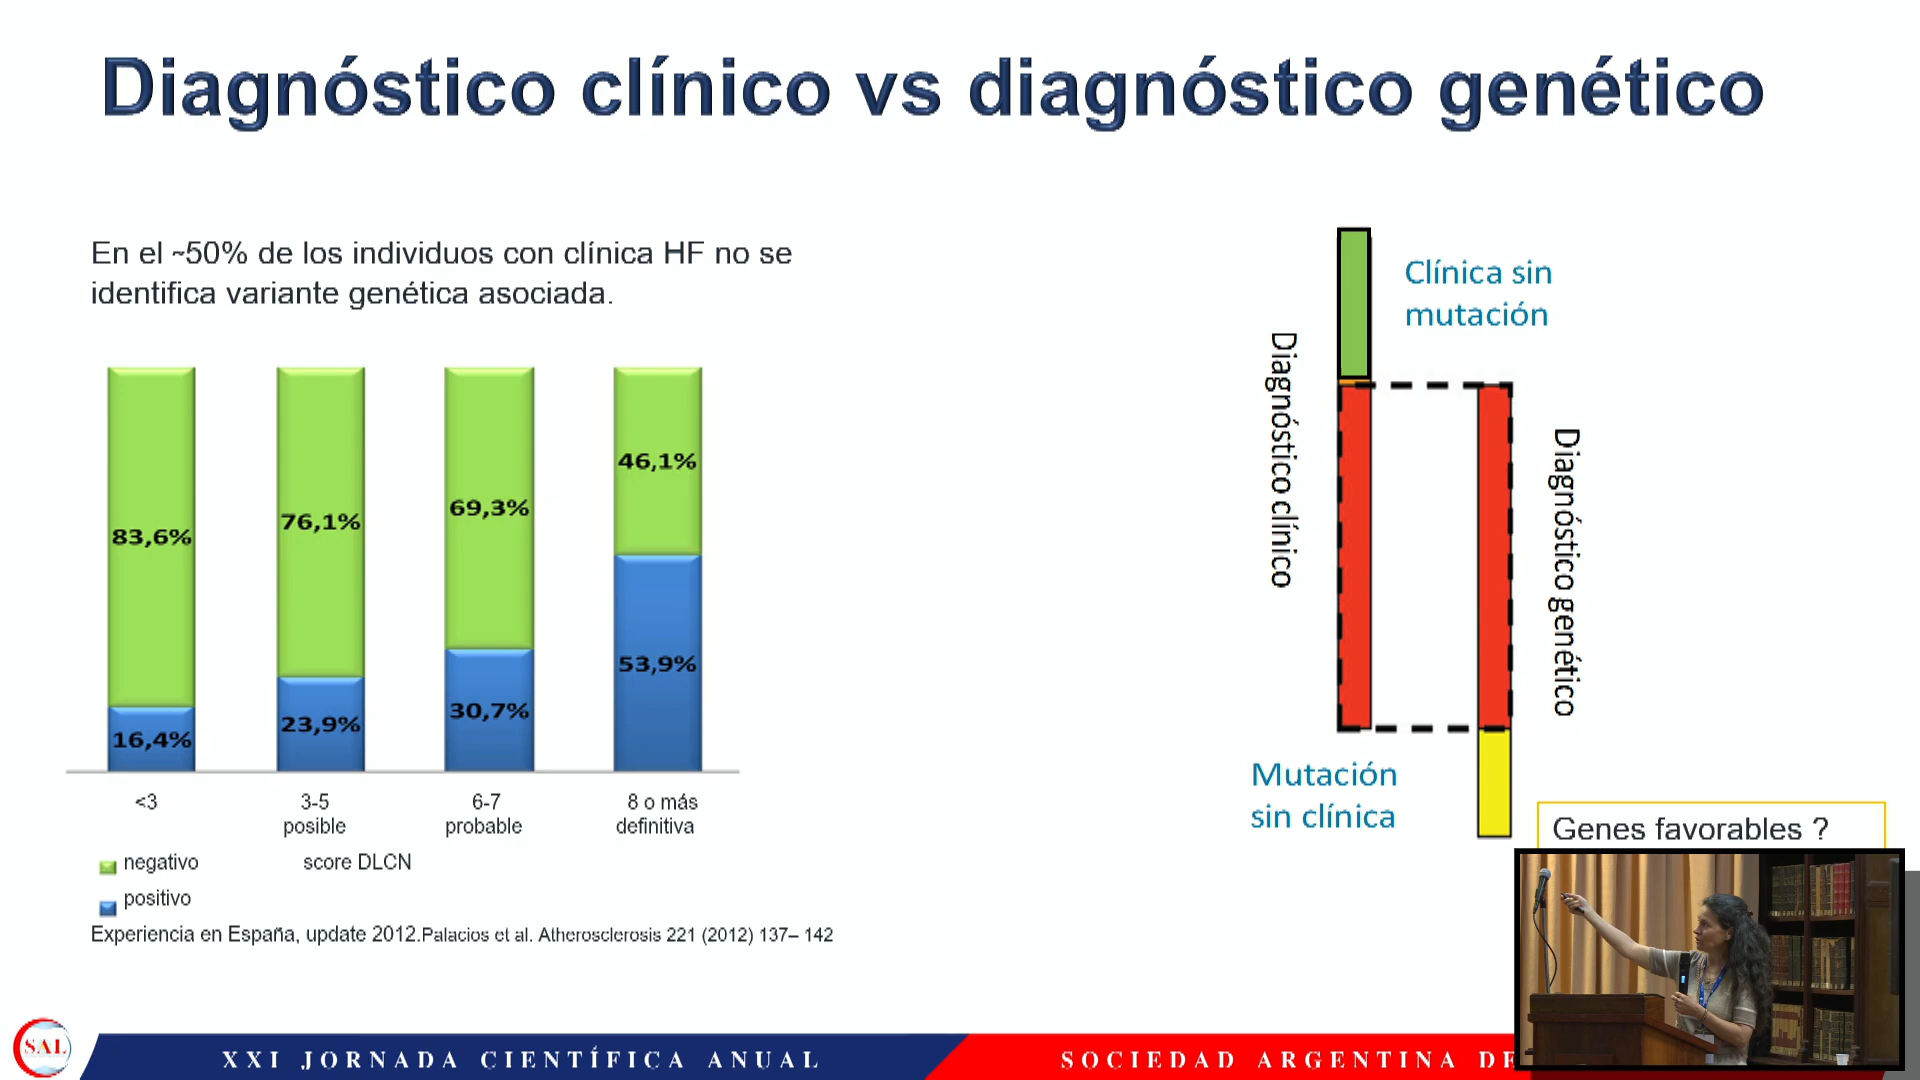 Diagnóstico clínico vs diagnóstico genético
En el ~50% de los individuos con clínica HF no se
identifica variante genética asociada.
83,6%
76,1%
69,3%
46,1%
16,4%
23,9%
30,7%
53,9%
<3
3-5
posible
6-7
probable
8 o más
definitiva
negativo
score DLCN
positivo
Experiencia en España, update 2012.Palacios et al. Atherosclerosis 221 (2012) 137– 142
Clínica sin
mutación
Diagnóstico clínico
Diagnóstico genético
Mutación
sin clínica
Genes favorables ?
SAL
XXI JORNADA CIENTÍFICA ANUAL
SOCIEDAD ARGENTINA DE